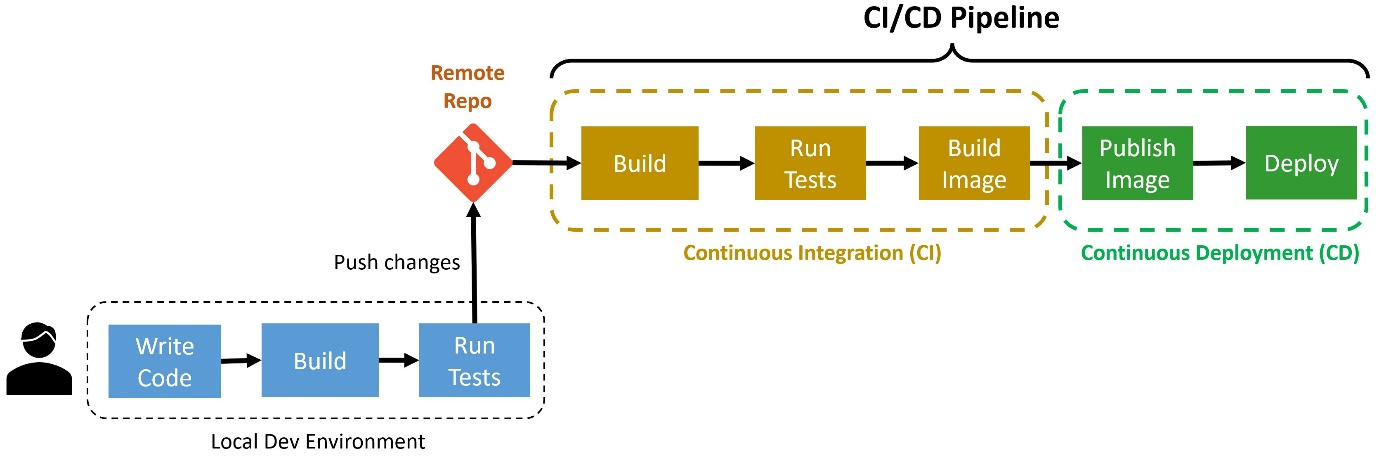 CI/CD Pipeline
Remote
Repo
Build
Run
Tests
Build
Image
Publish
Image
Deploy
Continuous Integration (CI)
Continuous Deployment (CD)
Push changes
Write
Code
Build
Run
Tests
Local Dev Environment